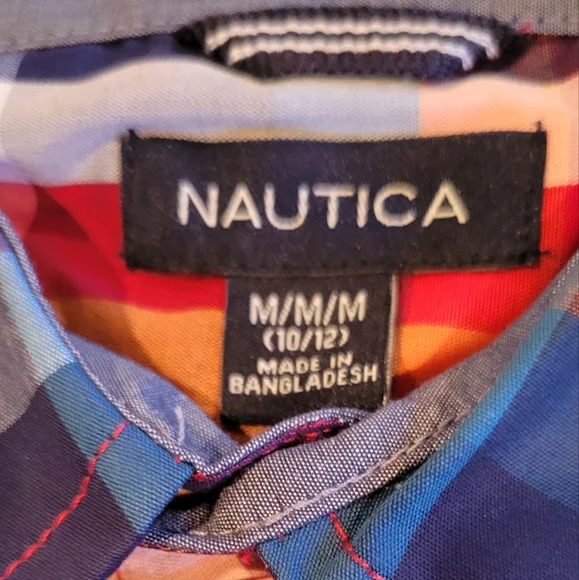 NAUTICA
M/M/M
(10/12)
MADE IN
BANGLADESH